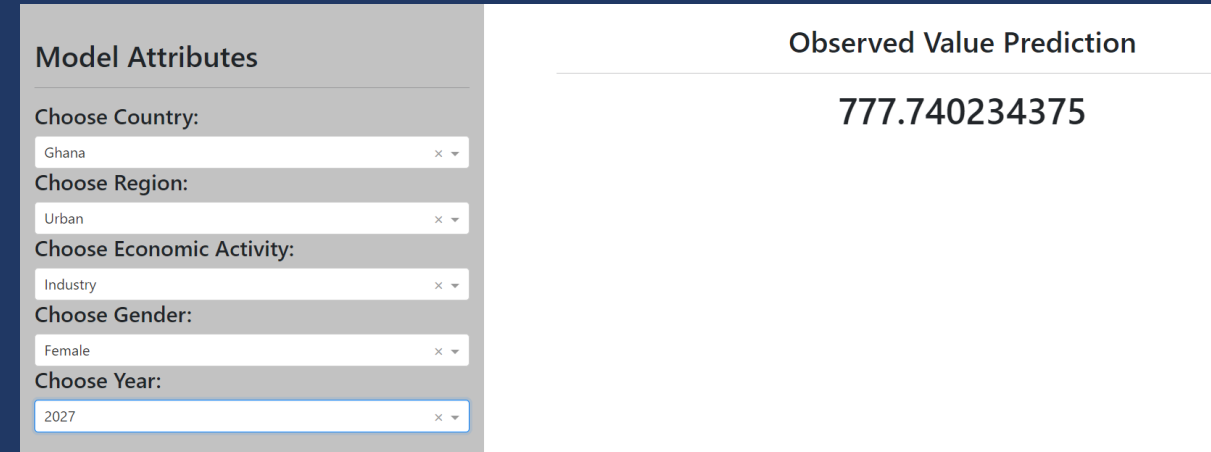 Model Attributes
Choose Country:
Ghana
Choose Region:
Urban
Choose Economic Activity:
Industry
Choose Gender:
Female
Choose Year:
2027
Observed Value Prediction
777.740234375